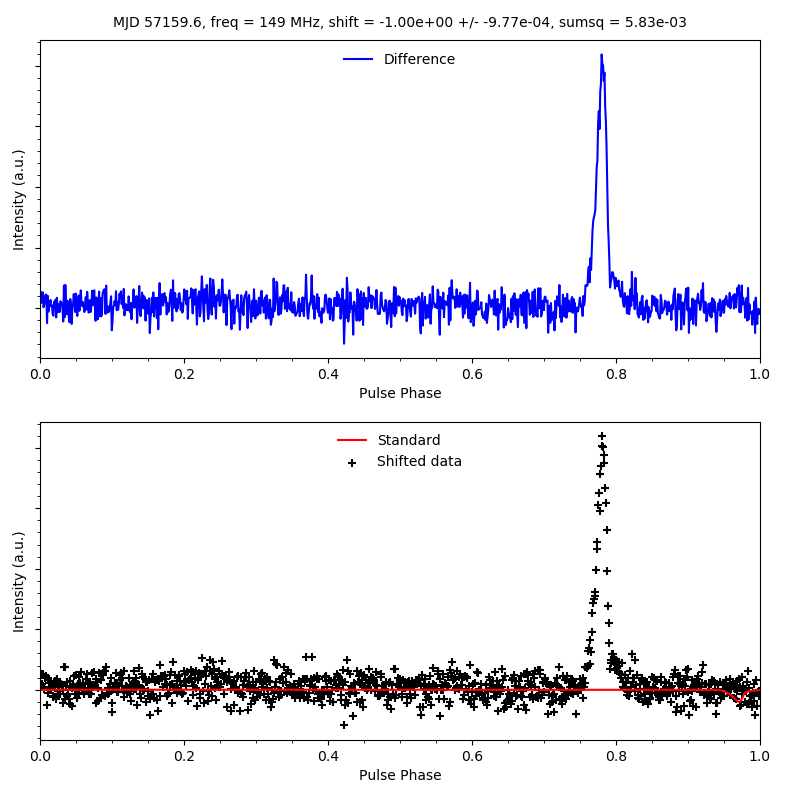 MJD 57159.6, freq = 149 MHz, shift = -1.00e+00 +/- -9.77e-04, sumsq = 5.83e-03
Difference
Intensity (a.u.)
0.0 0.2 0.4 0.6 0.8 1.0
Pulse Phase
Standard
Shifted data
Intensity (a.u.)
0.0 0.2 0.4 0.6 0.8 1.0
Pulse Phase